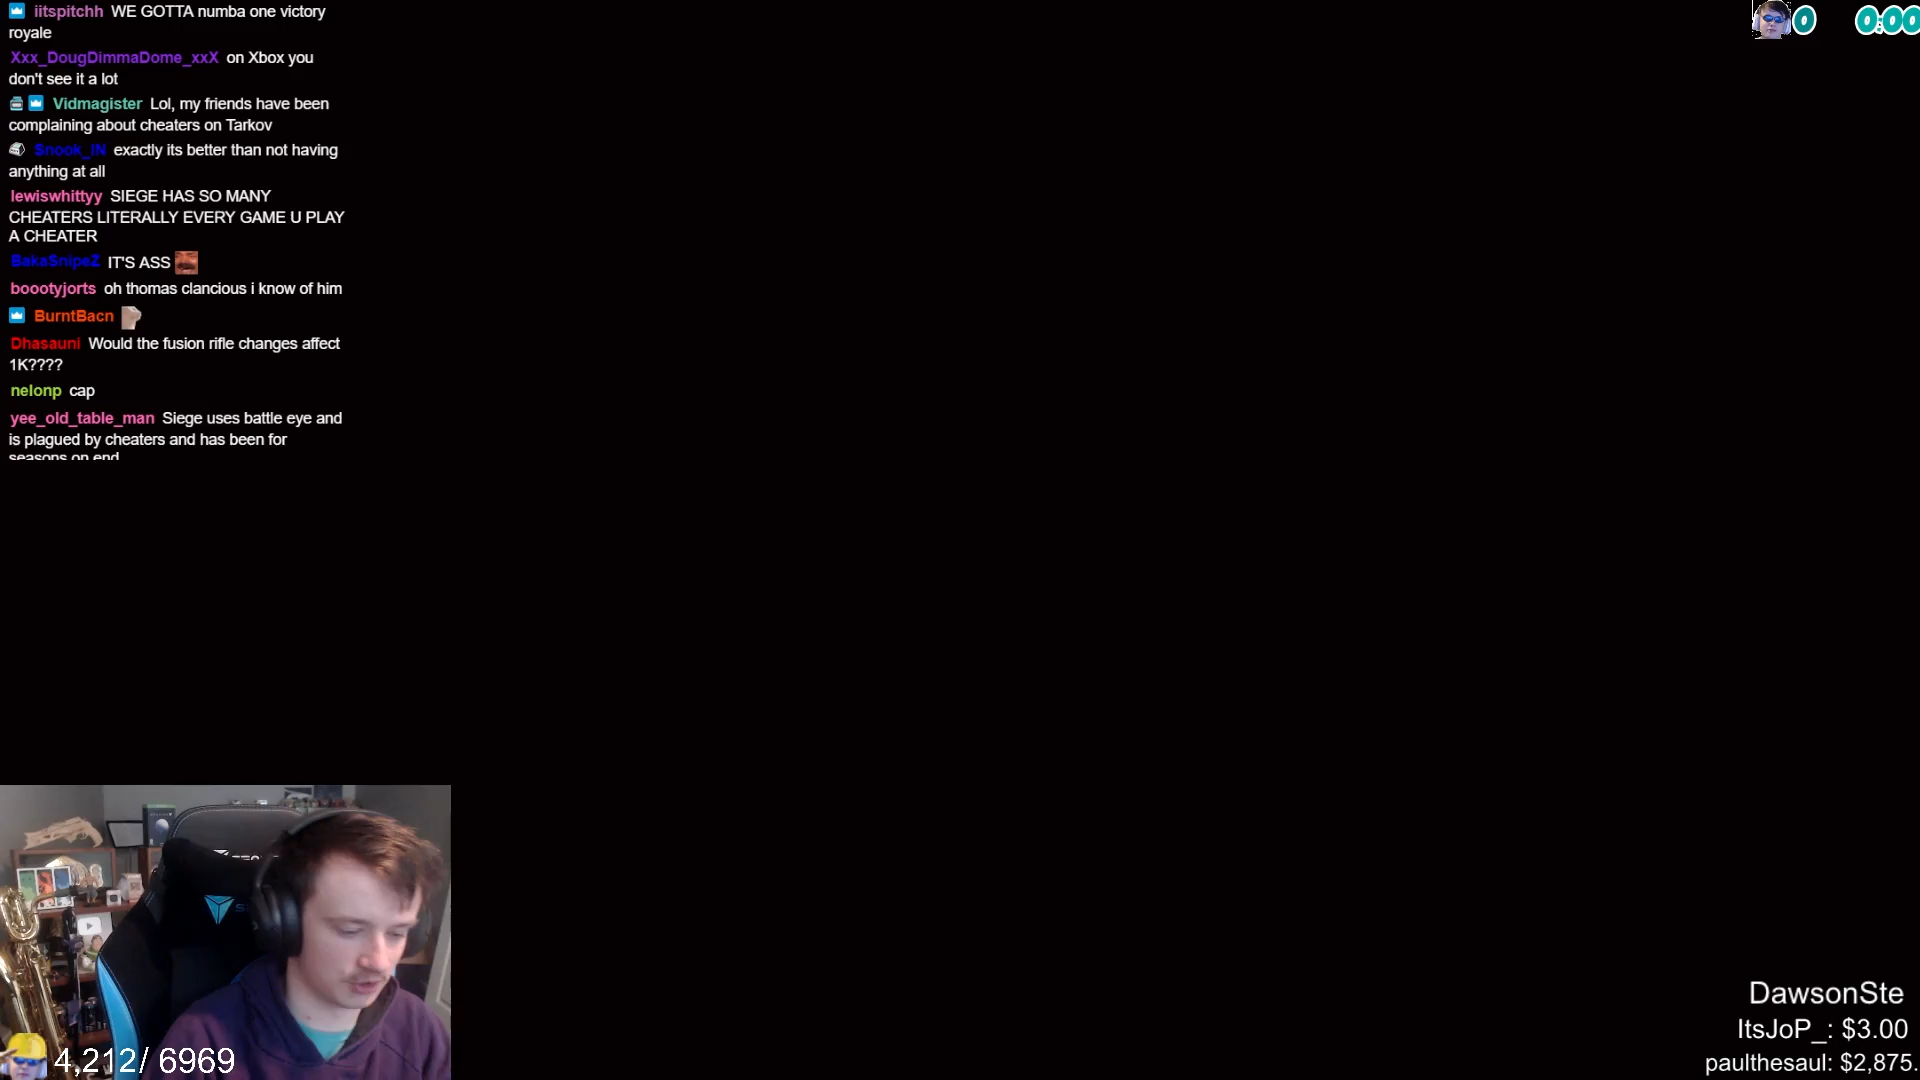 iitspitchh WE GOTTA numba one victory
royale
Xxx_DougDimmaDome_xxX on Xbox you
don't see it a lot
Vidmagister Lol, my friends have been
complaining about cheaters on Tarkov
Snook_IN exactly its better than not having
anything at all
lewiswhittyy SIEGE HAS SO MANY
CHEATERS LITERALLY EVERY GAME U PLAY
A CHEATER
BakaSnipeZ IT'S ASS
boootyjorts oh thomas clancious i know of him
BurntBacn
Dhasauni Would the fusion rifle changes affect
1K????
nelonp cap
yee_old_table_man Siege uses battle eye and
is plagued by cheaters and has been for
seasons on end
0 0:00
4,212/ 6969
DawsonSte
ItsJoP_: $3.00
paulthesaul: $2,875.